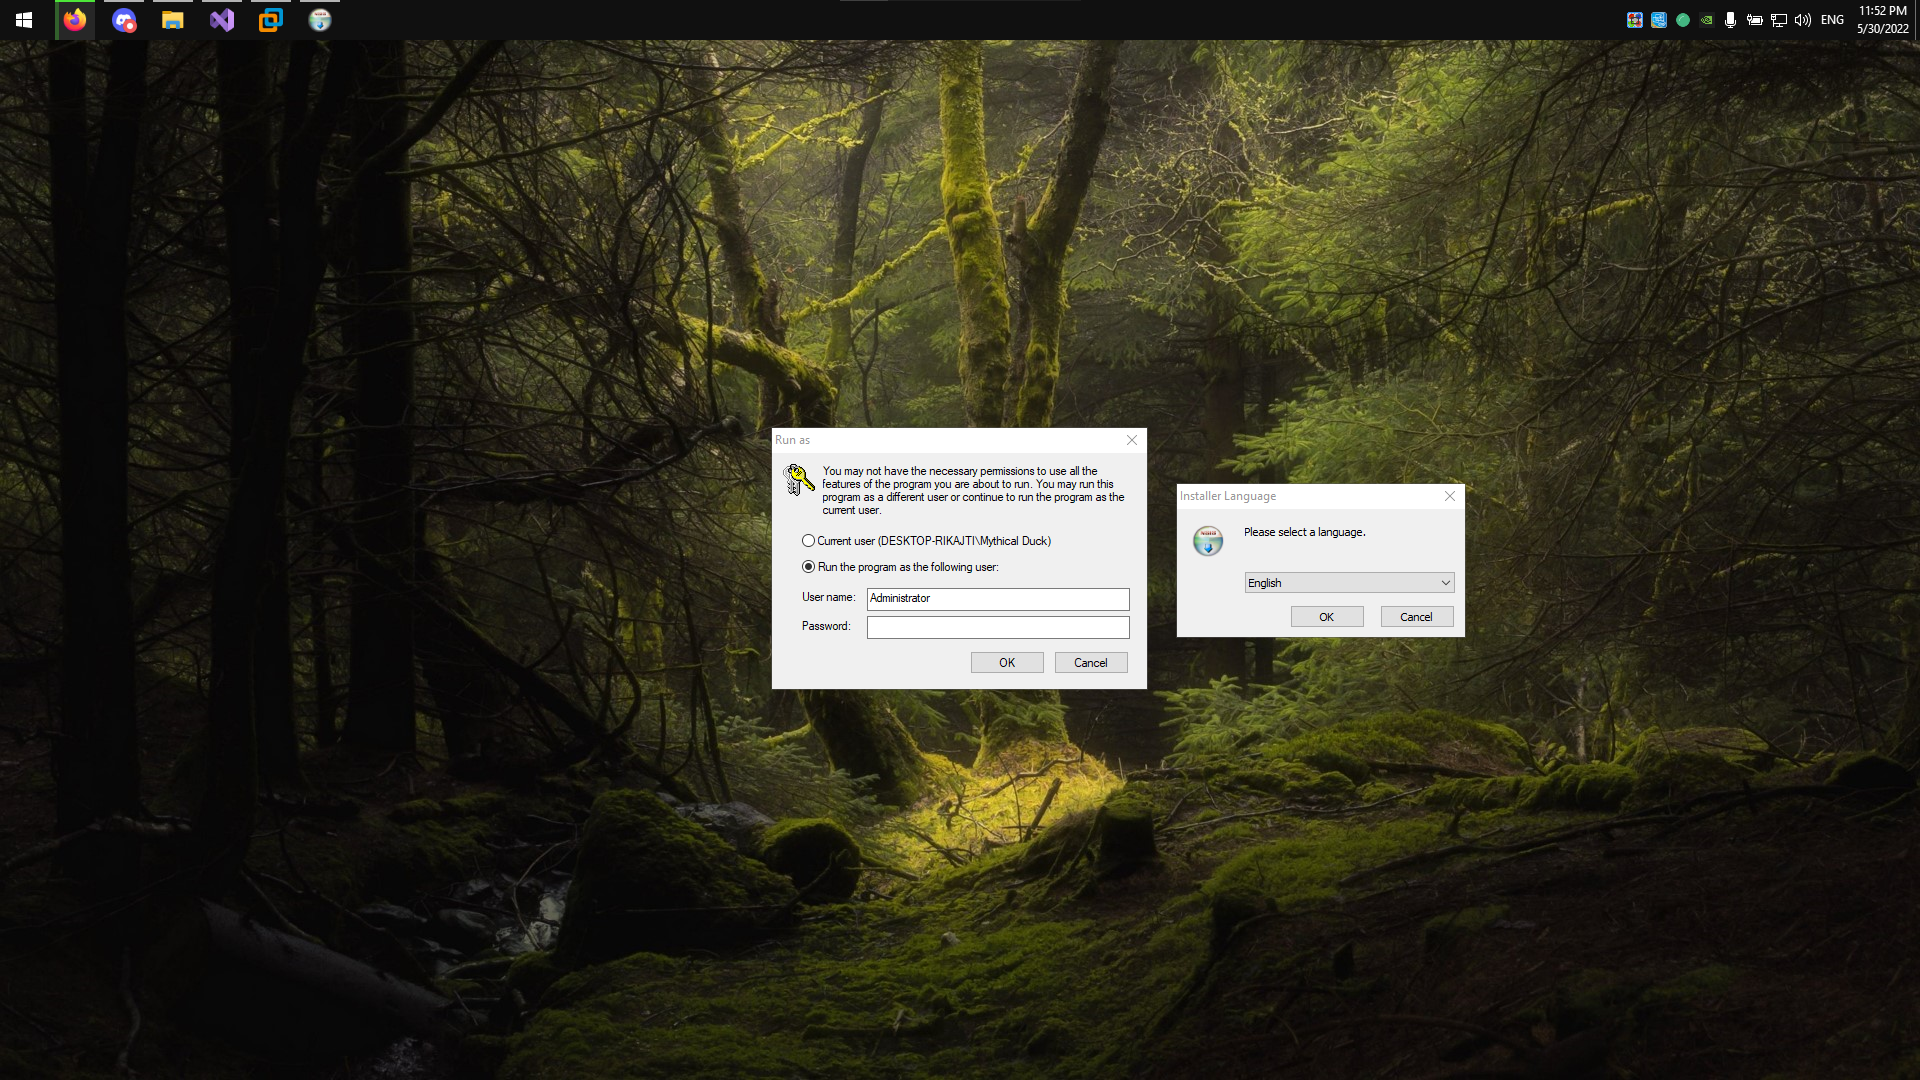 ENG
11:52 PM
5/30/2022
Run as
You may not have the necessary permissions to use all the
features of the program you are about to run. You may run this
program as a different user or continue to run the program as the
current user.
Current user (DESKTOP-RIKAJTI\Mythical Duck)
Run the program as the following user:
User name:
Administrator
Password:
OK
Cancel
Installer Language
Please select a language.
English
OK
Cancel